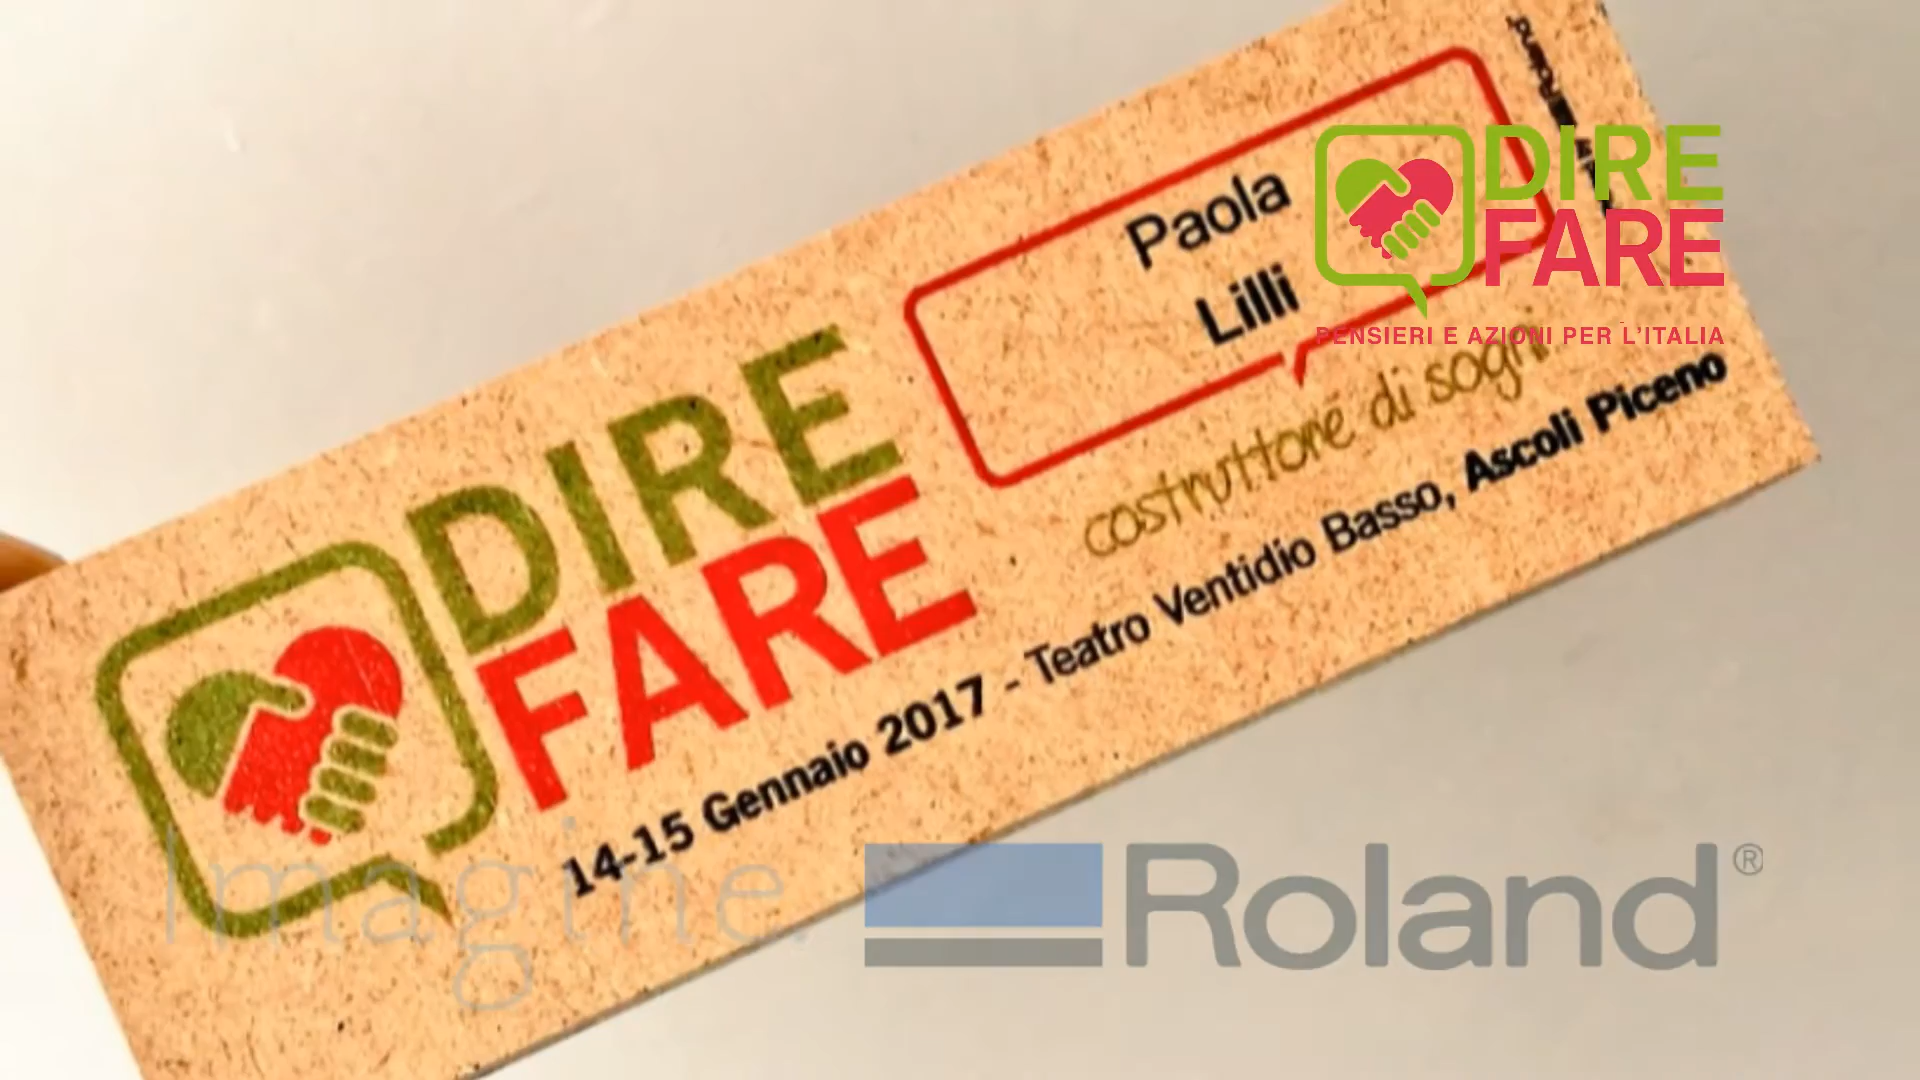 DIRE
FARE
PENSIERI E AZIONI PER L'ITALIA
Paola
Lilli
costruttore di sogni
DIRE
FARE
14-15 Gennaio 2017 - Teatro Ventidio Basso, Ascoli Piceno
Roland
Imagine. Roland®